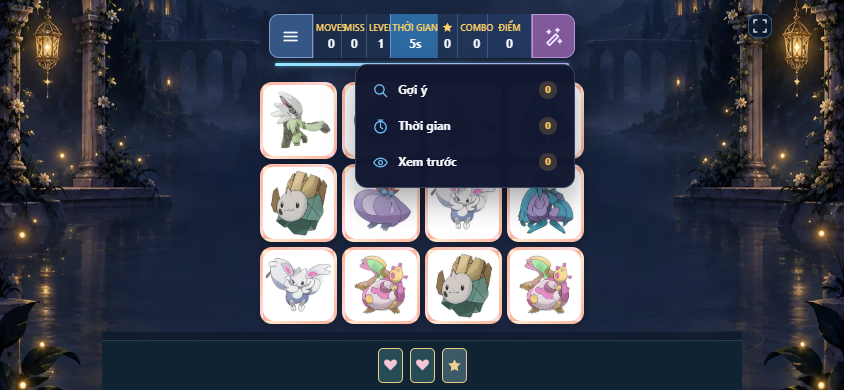 MOVES MISS LEVEL THỜI GIAN COMBO ĐIỂM
0 0 1 5s 0 0 0
Gợi ý 0
Thời gian 0
Xem trước 0